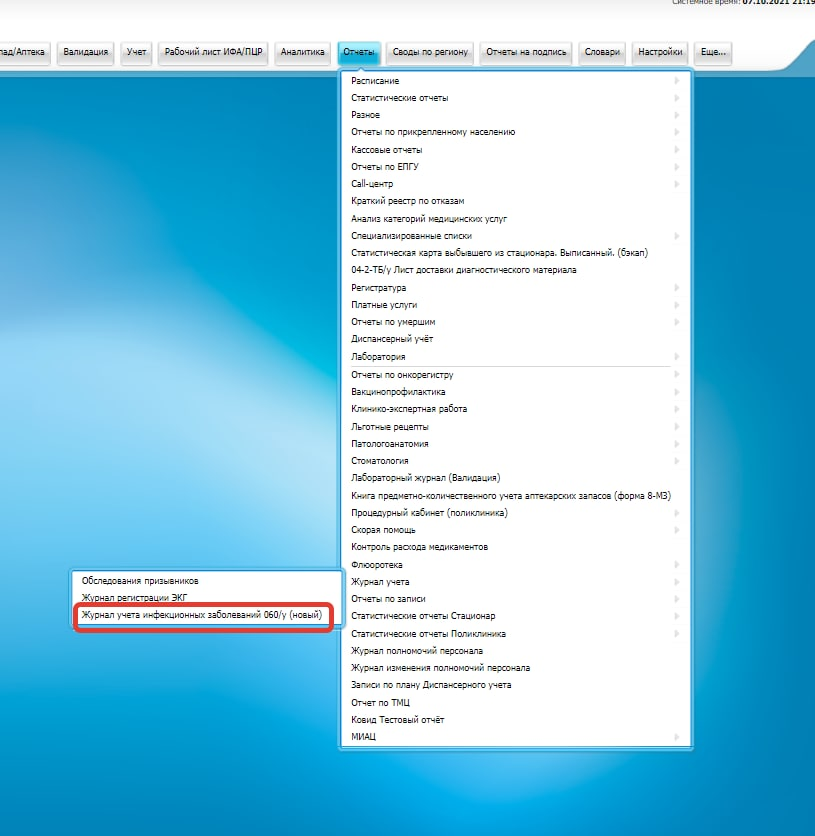 Системное время: 07.10.2021 21:19
лад/Аптека Валидация Учет Рабочий лист ИФА/ПЦР Аналитика Отчеты Своды по региону Отчеты на подпись Словари Настройки Еще...
Расписание
Статистические отчеты
Разное
Отчеты по прикрепленному населению
Кассовые отчеты
Отчеты по ЕПГУ
Call-центр
Краткий реестр по отказам
Анализ категорий медицинских услуг
Специализированные списки
Статистическая карта выбывшего из стационара. Выписанный. (бэкап)
04-2-ТБ/у Лист доставки диагностического материала
Регистратура
Платные услуги
Отчеты по умершим
Диспансерный учёт
Лаборатория
Отчеты по онкорегистру
Вакцинопрофилактика
Клинико-экспертная работа
Льготные рецепты
Патологоанатомия
Стоматология
Лабораторный журнал (Валидация)
Книга предметно-количественного учета аптекарских запасов (форма 8-МЗ)
Процедурный кабинет (поликлиника)
Скорая помощь
Контроль расхода медикаментов
Флюоротека
Журнал учета
Отчеты по записи
Статистические отчеты Стационар
Статистические отчеты Поликлиника
Журнал полномочий персонала
Журнал изменения полномочий персонала
Записи по плану Диспансерного учета
Отчет по ТМЦ
Ковид Тестовый отчёт
МИАЦ
Обследования призывников
Журнал регистрации ЭКГ
Журнал учета инфекционных заболеваний 060/у (новый)